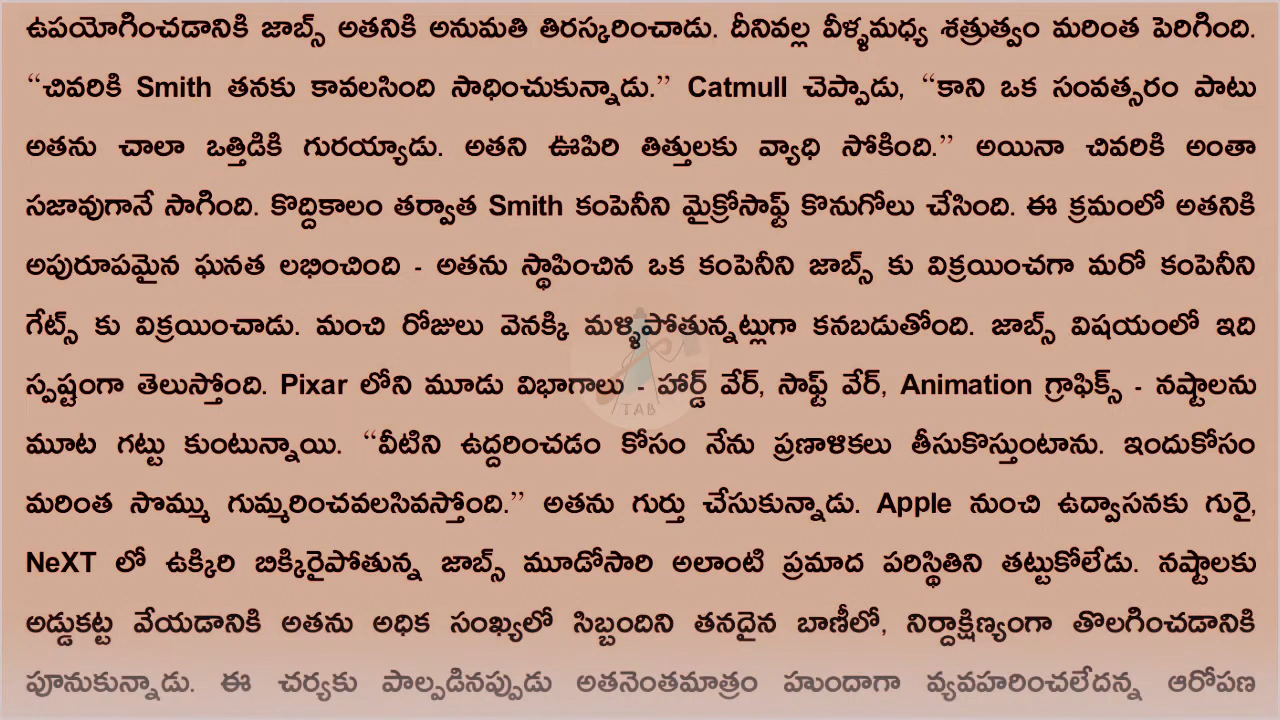 ఉపయోగించడానికి జాబ్స్ అతనికి అనుమతి తిరస్కరించాడు. దీనివల్ల వీళ్ళమధ్య శత్రుత్వం మరింత పెరిగింది.
“చివరికి Smith తనకు కావలసింది సాధించుకున్నాడు.” Catmull చెప్పాడు, “కాని ఒక సంవత్సరం పాటు
అతను చాలా ఒత్తిడికి గురయ్యాడు. అతని ఊపిరి తిత్తులకు వ్యాధి సోకింది.” అయినా చివరికి అంతా
సజావుగానే సాగింది. కొద్దికాలం తర్వాత Smith కంపెనీని మైక్రోసాఫ్ట్ కొనుగోలు చేసింది. ఈ క్రమంలో అతనికి
అపురూపమైన ఘనత లభించింది - అతను స్థాపించిన ఒక కంపెనీని జాబ్స్ కు విక్రయించగా మరో కంపెనీని
గేట్స్ కు విక్రయించాడు. మంచి రోజులు వెనక్కి మళ్ళిపోతున్నట్లుగా కనబడుతోంది. జాబ్స్ విషయంలో ఇది
స్పష్టంగా తెలుస్తోంది. Pixar లోని మూడు విభాగాలు - హార్డ్ వేర్, సాఫ్ట్ వేర్, Animation గ్రాఫిక్స్ - నష్టాలను
మూట గట్టు కుంటున్నాయి. “వీటిని ఉద్దరించడం కోసం నేను ప్రణాళికలు తీసుకొస్తుంటాను. ఇందుకోసం
మరింత సొమ్ము గుమ్మరించవలసివస్తోంది.” అతను గుర్తు చేసుకున్నాడు. Apple నుంచి ఉద్వాసనకు గురై,
NeXT లో ఉక్కిరి బిక్కిరైపోతున్న జాబ్స్ మూడోసారి అలాంటి ప్రమాద పరిస్థితిని తట్టుకోలేడు. నష్టాలకు
అడ్డుకట్ట వేయడానికి అతను అధిక సంఖ్యలో సిబ్బందిని తనదైన బాణీలో, నిర్దాక్షిణ్యంగా తొలగించడానికి
పూనుకున్నాడు. ఈ చర్యకు పాల్పడినప్పుడు అతనెంతమాత్రం హుందాగా వ్యవహరించలేదన్న ఆరోపణ
TAB